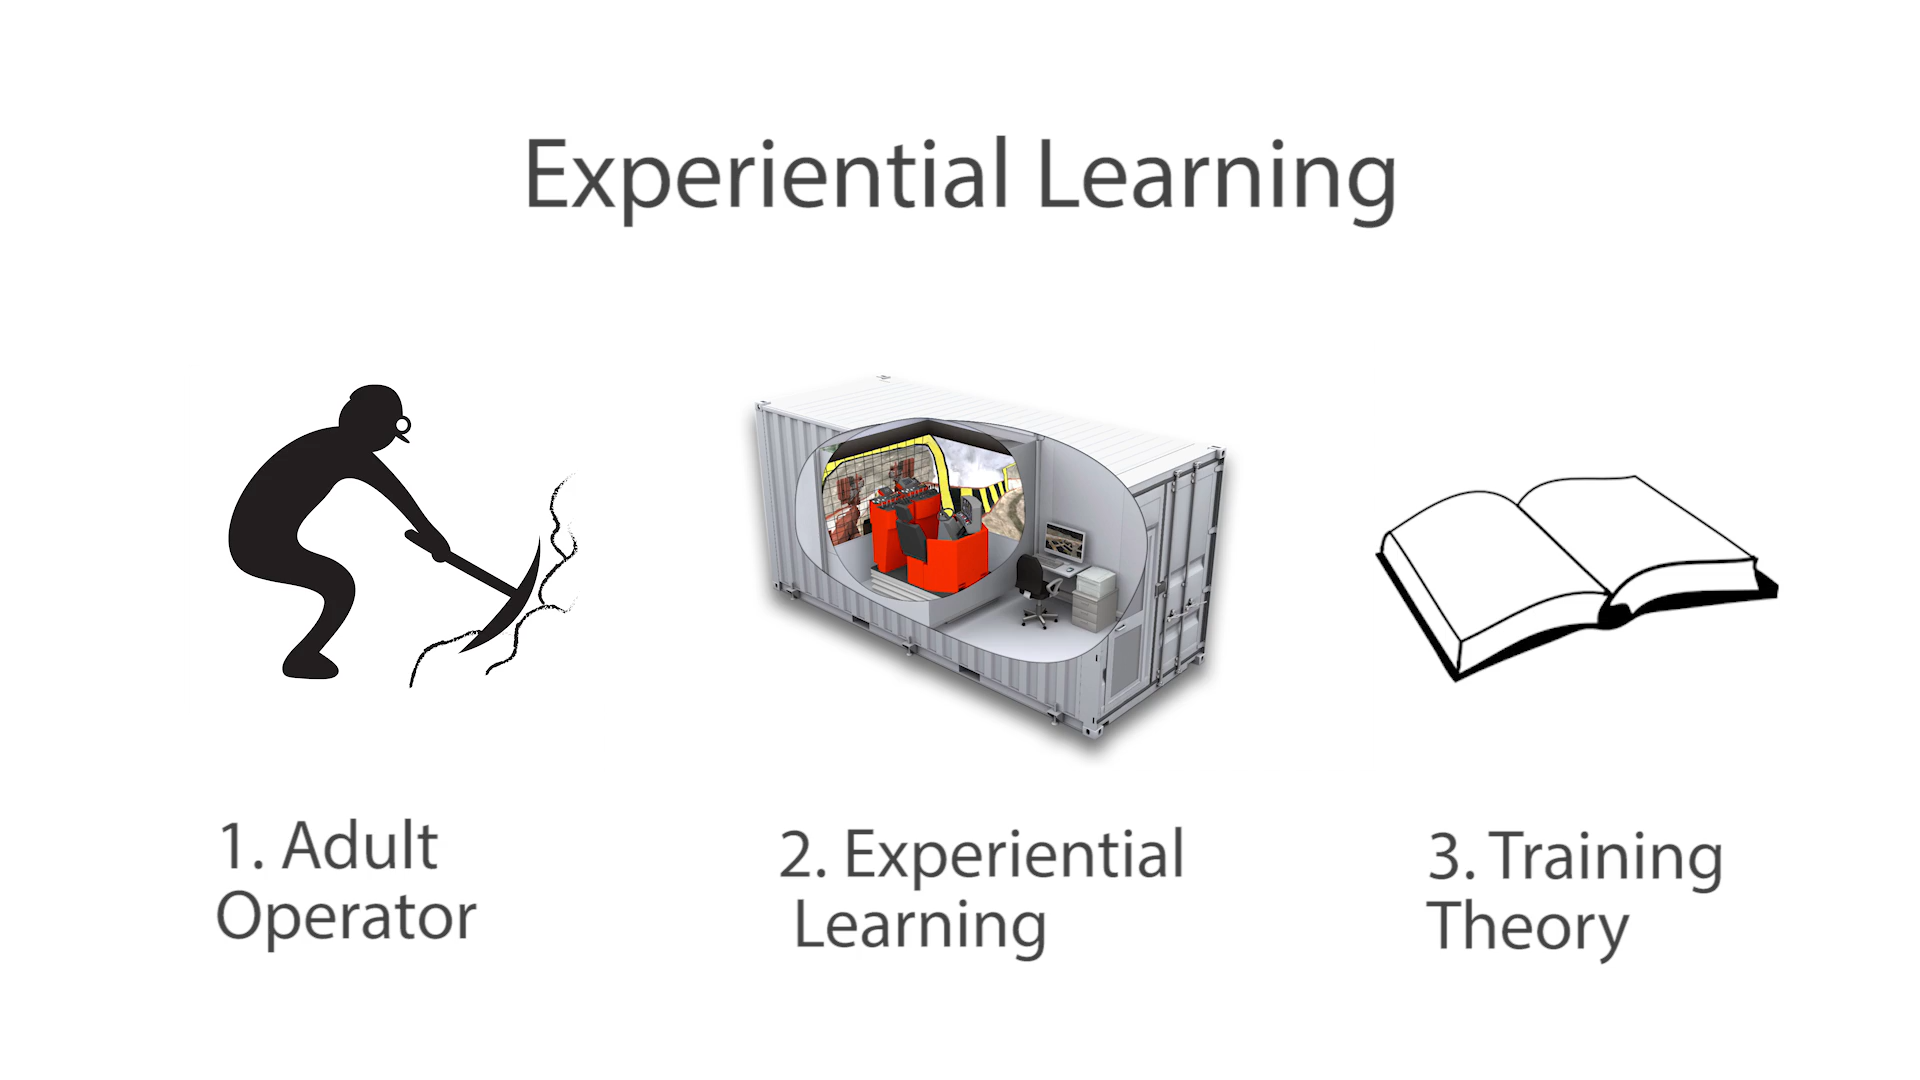 Experiential Learning
1. Adult
Operator
2. Experiential
Learning
3. Training
Theory